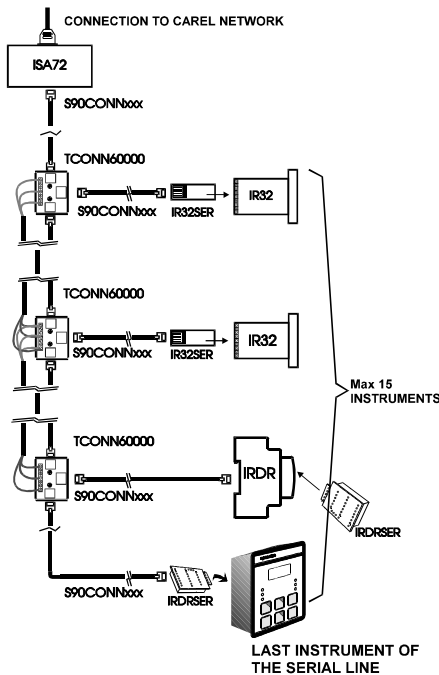 CONNECTION TO CAREL NETWORK
ISA72
S90CONNxxx
TCONN60000
S90CONNxxx
IR32SER
IR32
TCONN60000
S90CONNxxx
IR32SER
IR32
Max 15
INSTRUMENTS
TCONN60000
S90CONNxxx
IRDR
IRDRSER
S90CONNxxx
IRDRSER
LAST INSTRUMENT OF
THE SERIAL LINE